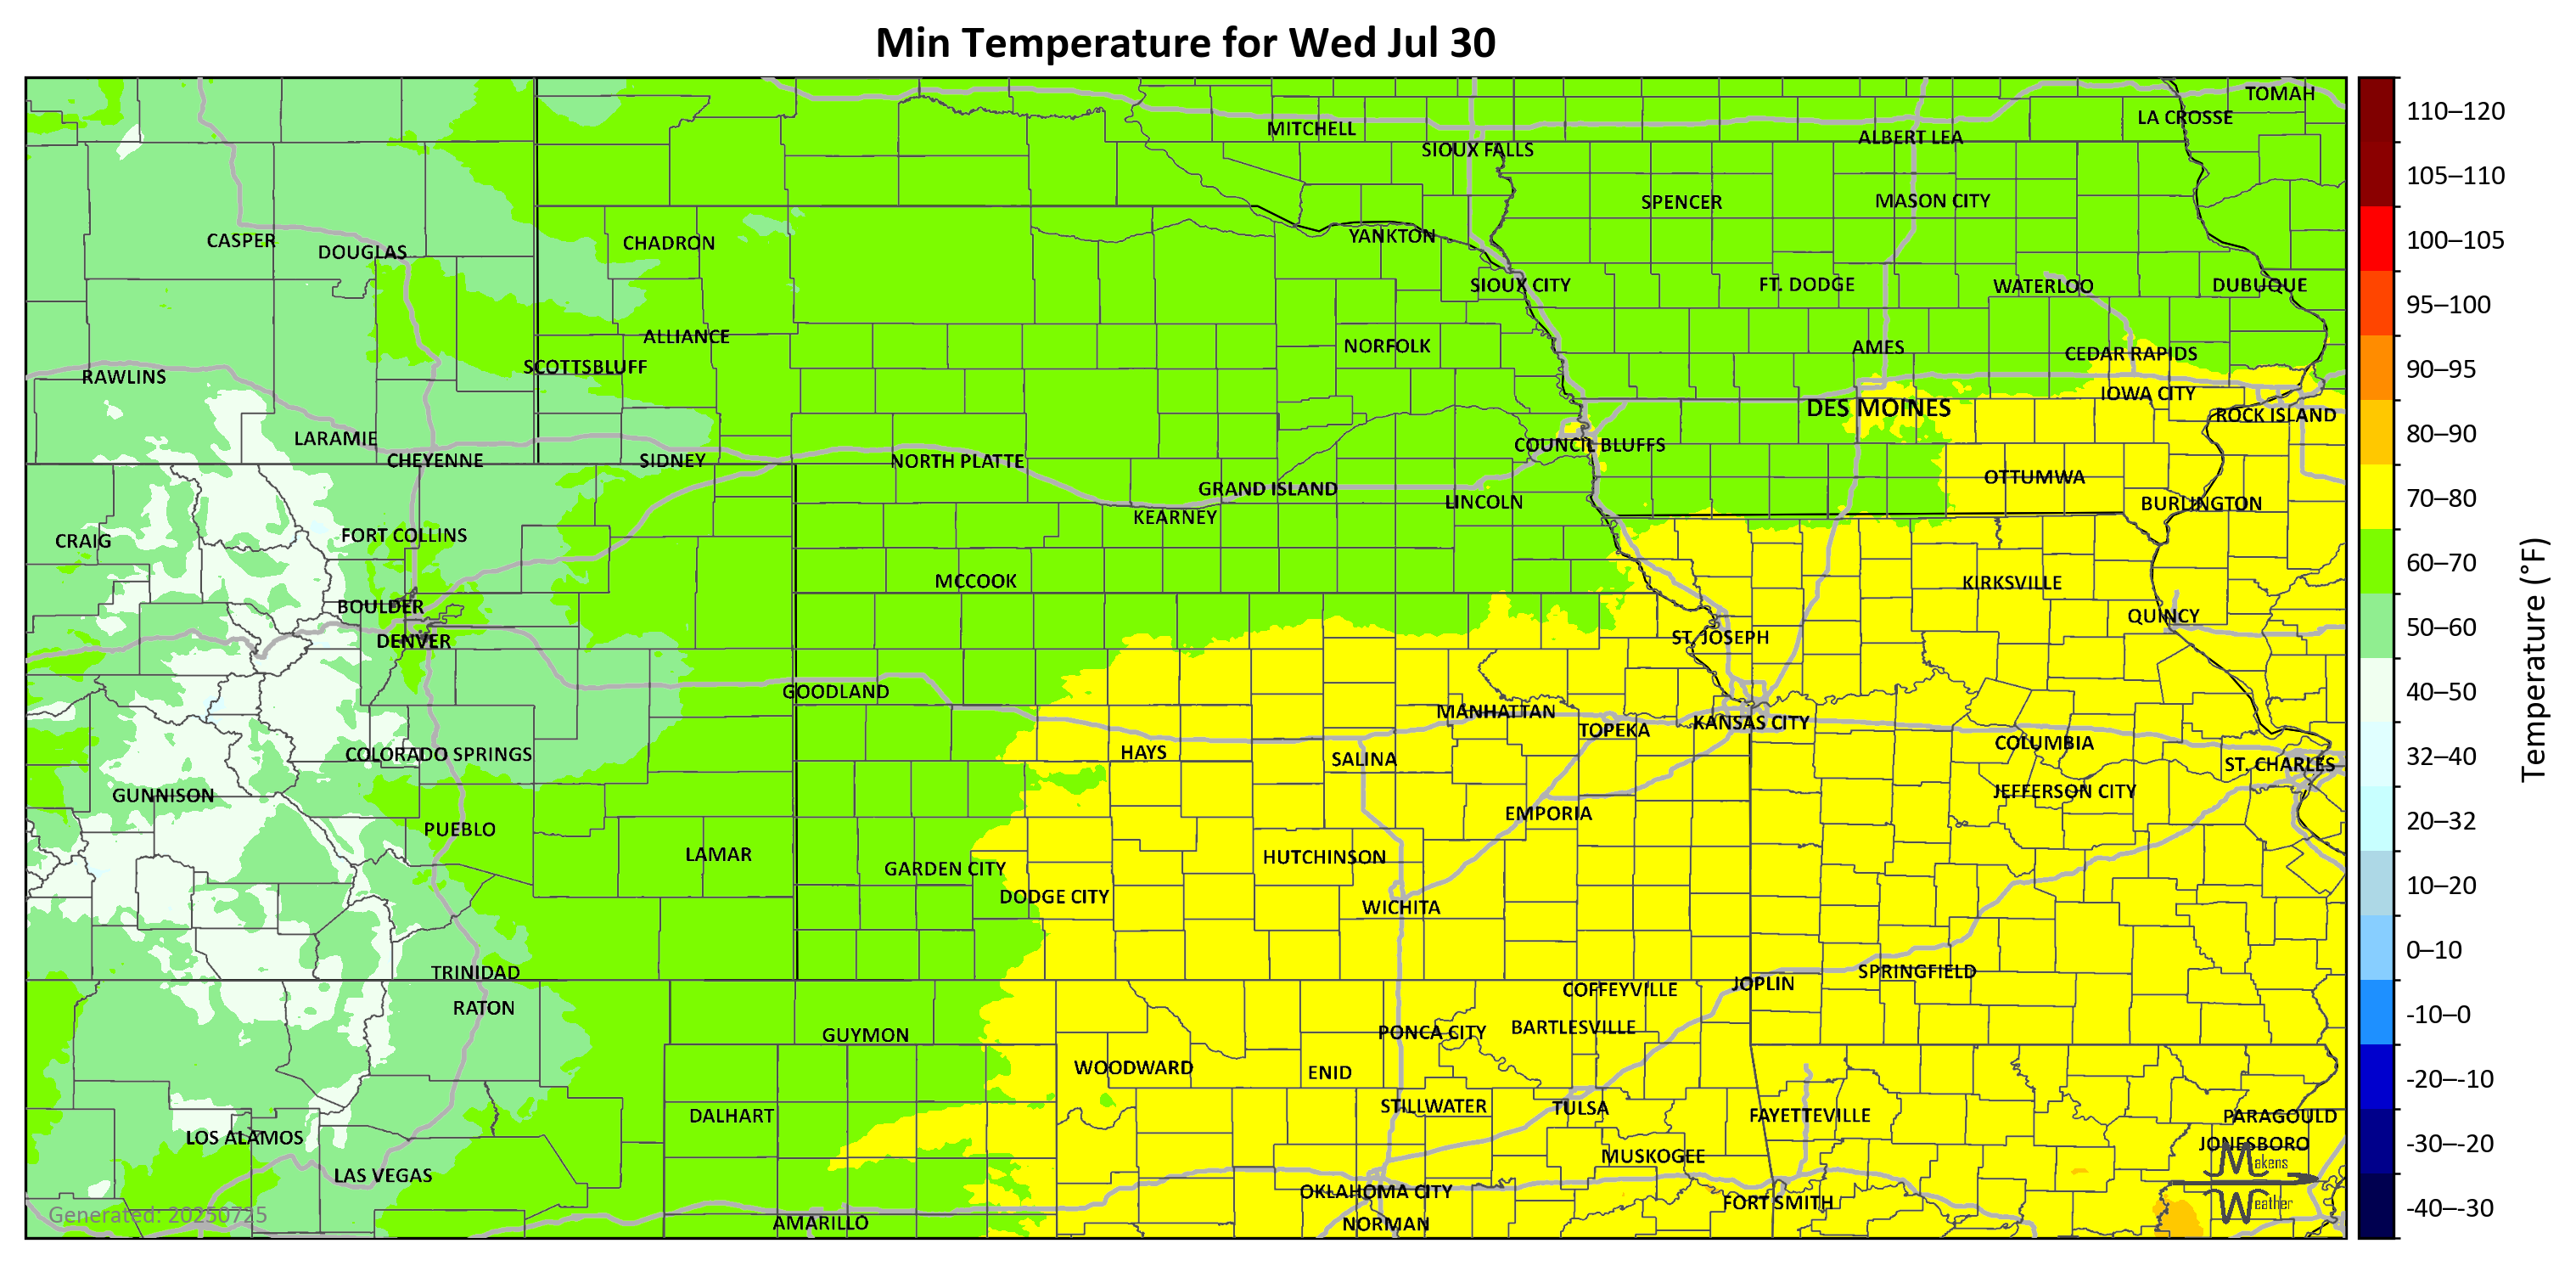 Min Temperature for Wed Jul 30
TOMAH
LA CROSSE
MITCHELL
ALBERT LEA
SIOUX FALLS
SPENCER
MASON CITY
CASPER
DOUGLAS
CHADRON
YANKTON
SIOUX CITY
FT. DODGE
WATERLOO
DUBUQUE
ALLIANCE
NORFOLK
AMES
CEDAR RAPIDS
SCOTTSBLUFF
RAWLINS
IOWA CITY
DES MOINES
ROCK ISLAND
LARAMIE
COUNCIL BLUFFS
CHEYENNE
SIDNEY
NORTH PLATTE
OTTUMWA
GRAND ISLAND
LINCOLN
BURLINGTON
KEARNEY
FORT COLLINS
CRAIG
MCCOOK
KIRKSVILLE
BOULDER
QUINCY
DENVER
ST. JOSEPH
GOODLAND
MANHATTAN
TOPEKA
KANSAS CITY
COLUMBIA
COLORADO SPRINGS
HAYS
SALINA
ST. CHARLES
GUNNISON
JEFFERSON CITY
EMPORIA
PUEBLO
LAMAR
HUTCHINSON
GARDEN CITY
DODGE CITY
WICHITA
TRINIDAD
SPRINGFIELD
JOPLIN
COFFEYVILLE
RATON
GUYMON
PONCA CITY
BARTLESVILLE
WOODWARD
ENID
STILLWATER
TULSA
DALHART
FAYETTEVILLE
PARAGOULD
LOS ALAMOS
JONESBORO
MUSKOGEE
LAS VEGAS
OKLAHOMA CITY
FORT SMITH
AMARILLO
NORMAN
Generated: 20250725
Makens
Weather
110–120
105–110
100–105
95–100
90–95
80–90
70–80
60–70
50–60
40–50
32–40
20–32
10–20
0–10
-10–0
-20–-10
-30–-20
-40–-30
Temperature (°F)